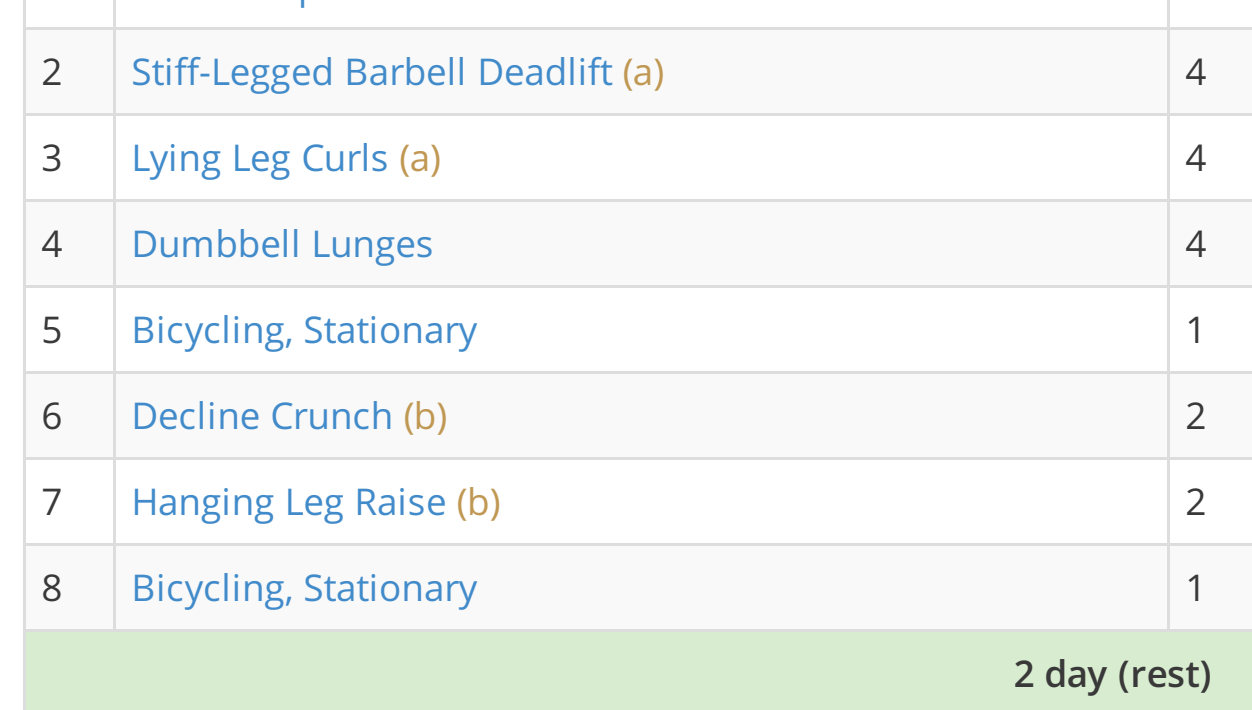 2 Stiff-Legged Barbell Deadlift (a) 4
3 Lying Leg Curls (a) 4
4 Dumbbell Lunges 4
5 Bicycling, Stationary 1
6 Decline Crunch (b) 2
7 Hanging Leg Raise (b) 2
8 Bicycling, Stationary 1
2 day (rest)